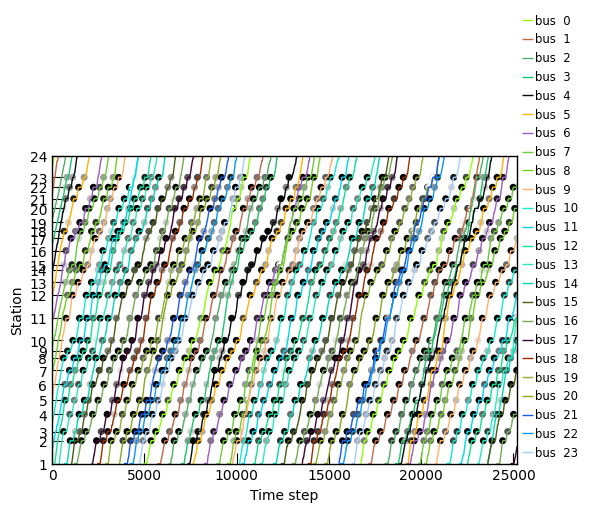 bus 0
bus 1
bus 2
bus 3
bus 4
bus 5
bus 6
bus 7
bus 8
bus 9
bus 10
bus 11
bus 12
bus 13
bus 14
bus 15
bus 16
bus 17
bus 18
bus 19
bus 20
bus 21
bus 22
bus 23
24
23
22
21
20
19
18
17
16
15
14
13
12
11
10
9
8
7
6
5
4
3
2
1
Station
0 5000 10000 15000 20000 25000
Time step